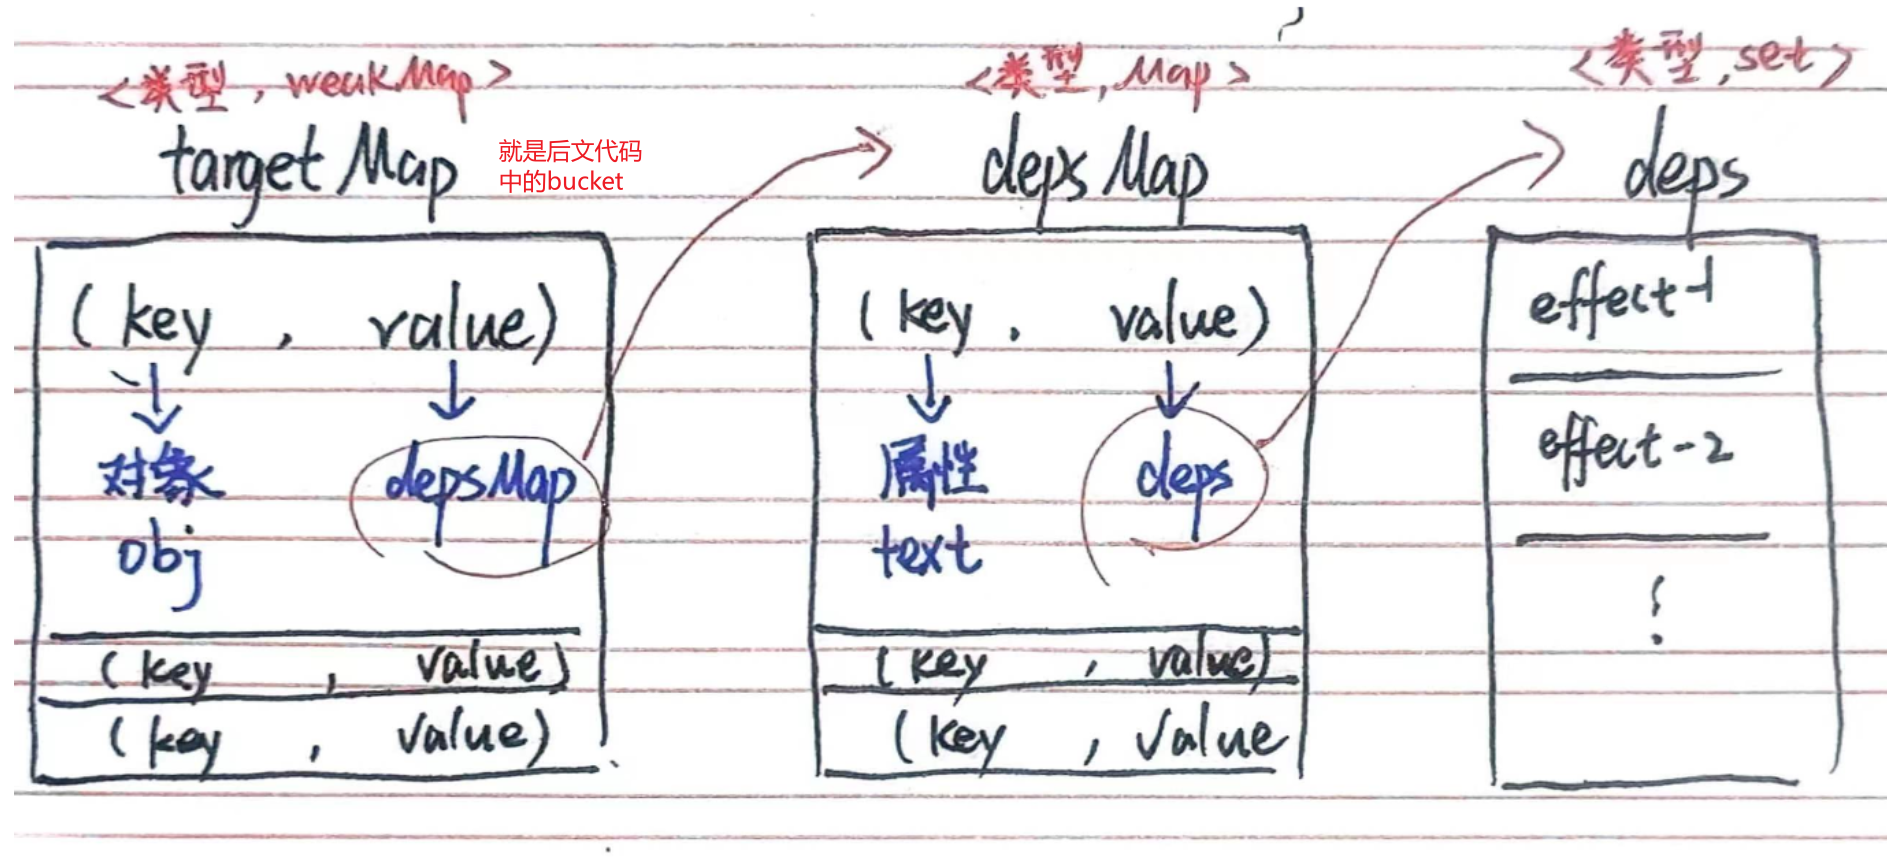 <类型, weakMap>
targetMap
就是后文代码
中的bucket
(key , value)
对象 depsMap
obj
(key , value)
(key , value)
<类型, Map>
depsMap
(key , value)
属性 deps
text
(key , value)
(key , value
<类型, set>
deps
effect-1
effect-2
⋮